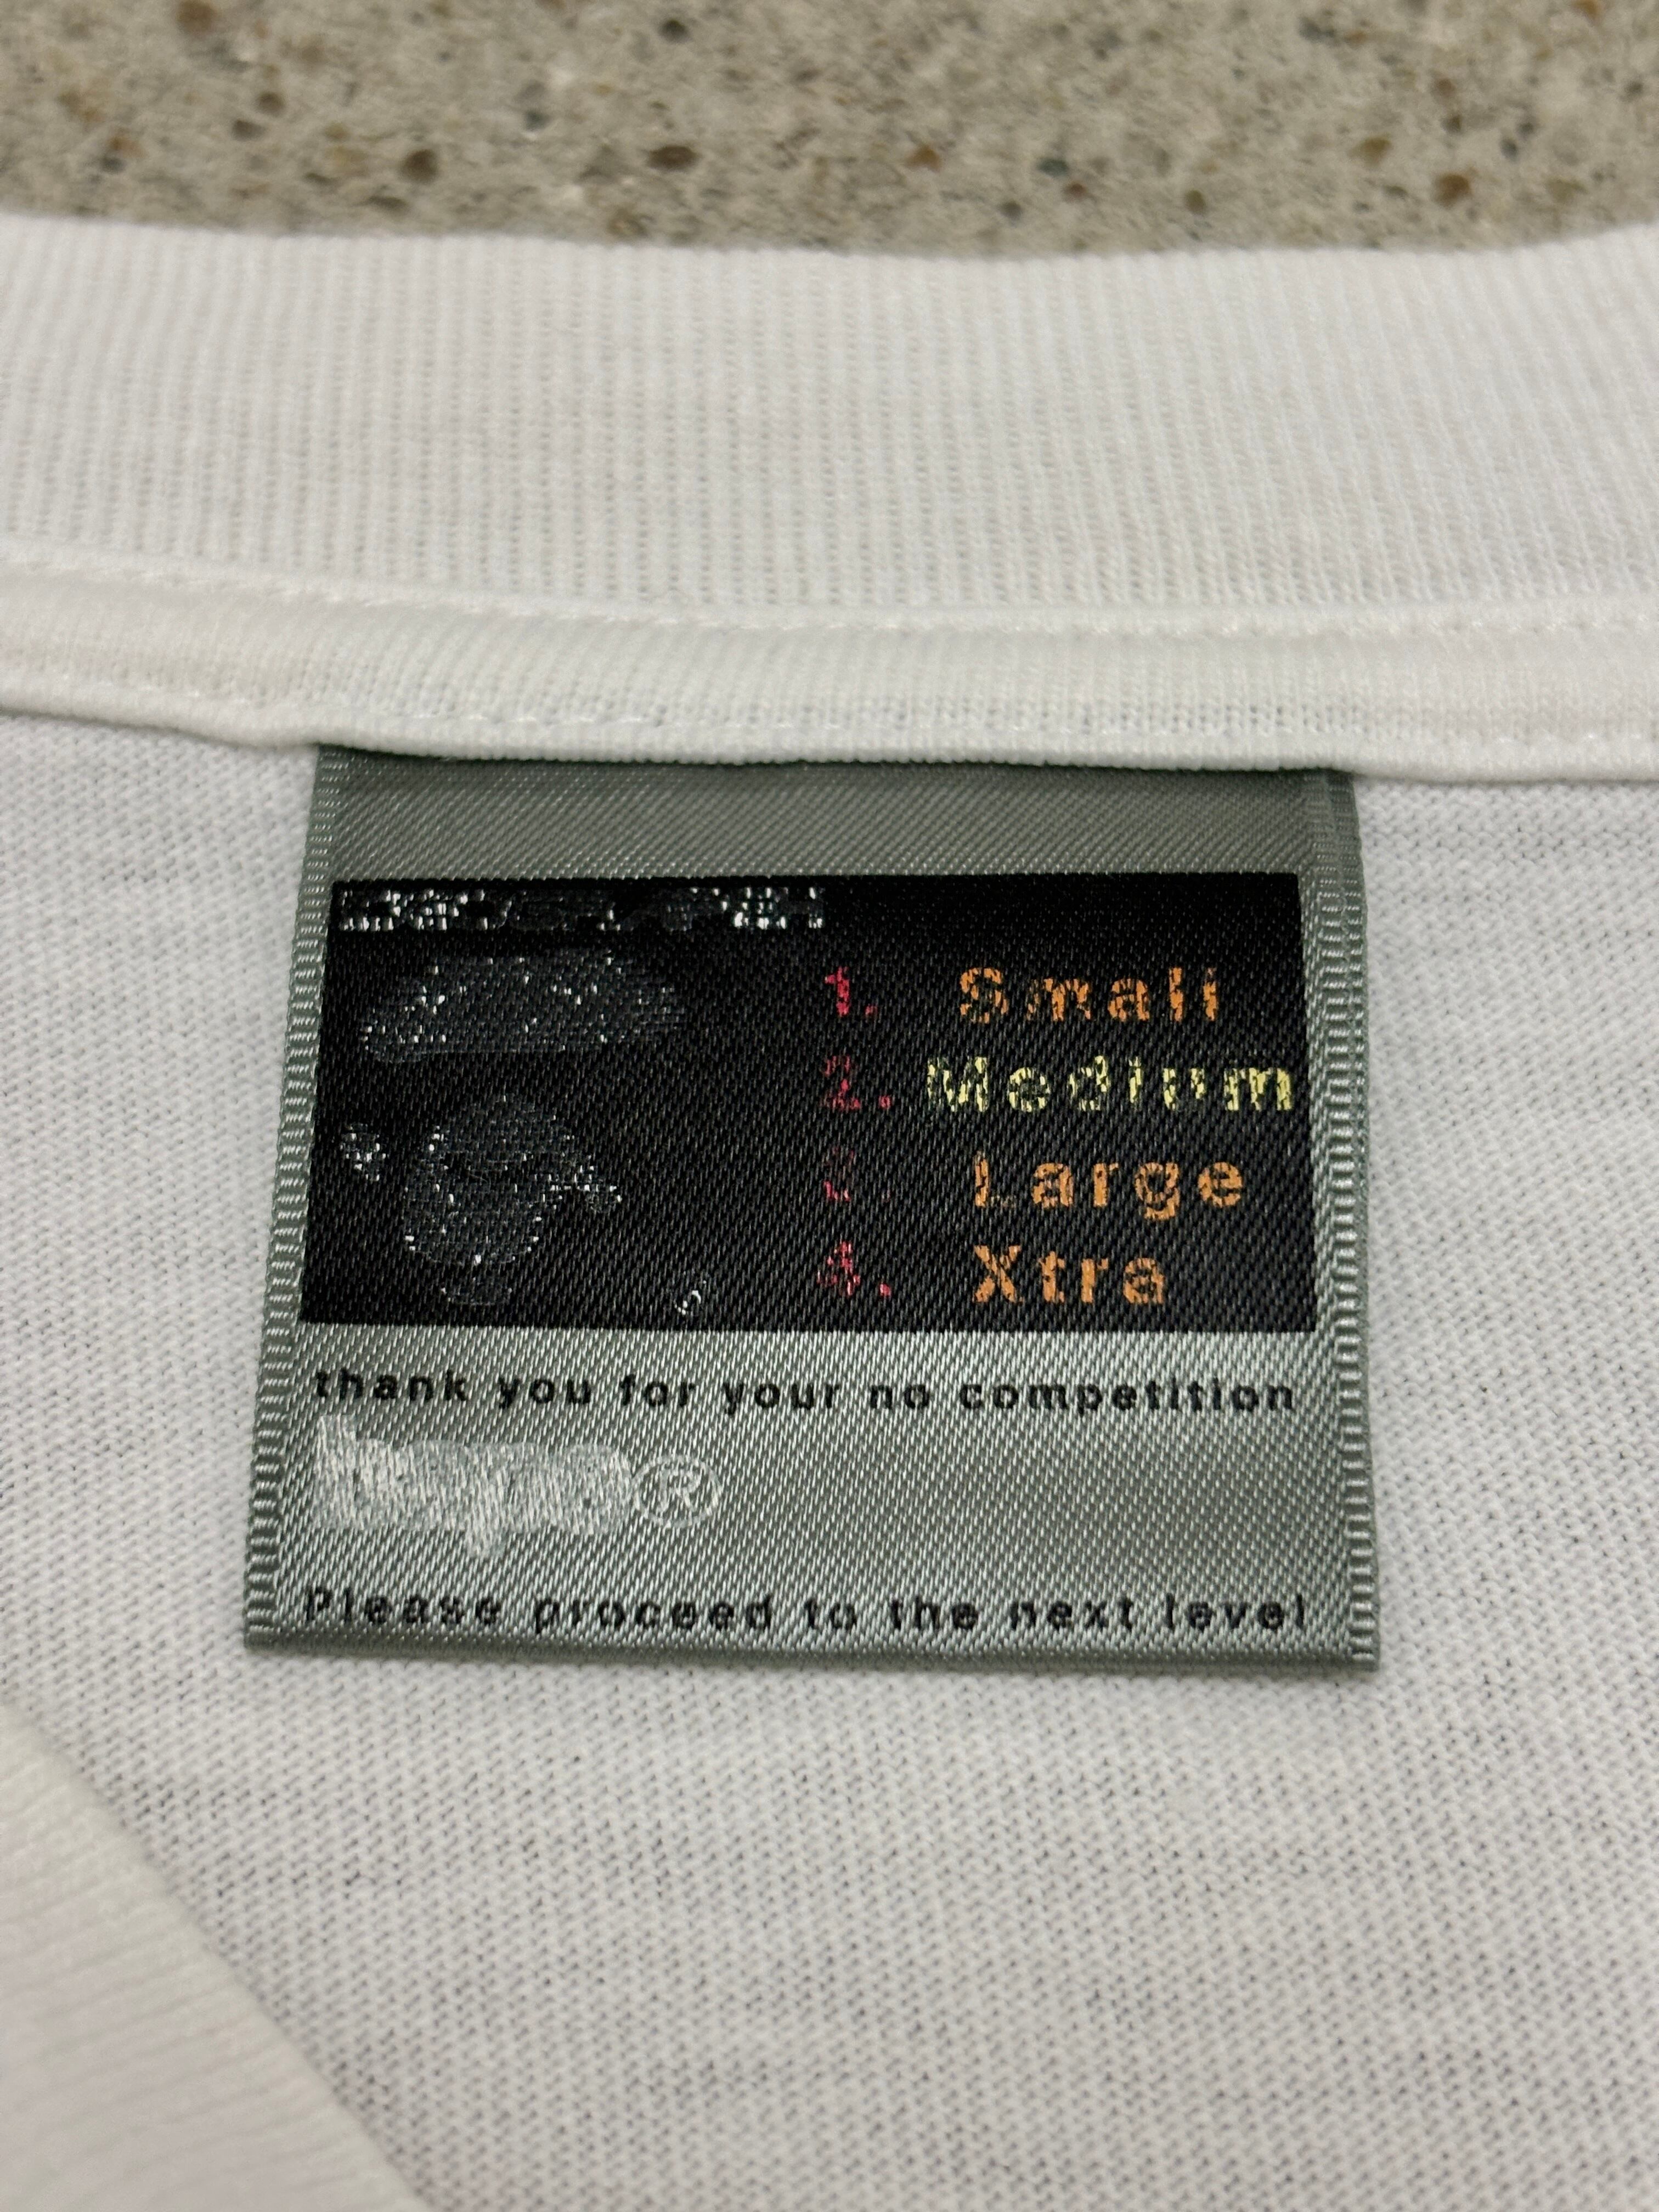 1. Small
2. Medium
Large
4. Xtra
thank you for your no competition
®
Please proceed to the next level